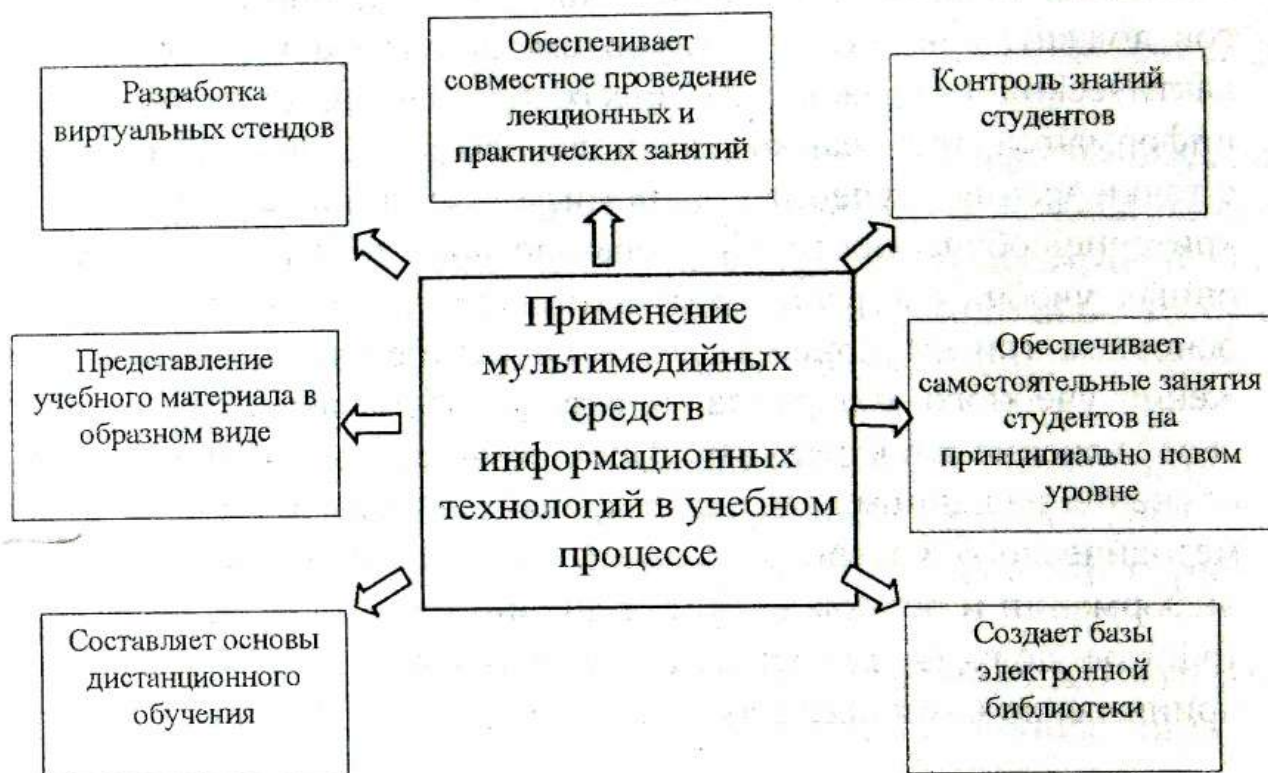 Разработка
виртуальных стендов
Обеспечивает
совместное проведение
лекционных и
практических занятий
Контроль знаний
студентов
Применение
мультимедийных
средств
информационных
технологий в учебном
процессе
Представление
учебного материала в
образном виде
Обеспечивает
самостоятельные занятия
студентов на
принципиально новом
уровне
Составляет основы
дистанционного
обучения
Создает базы
электронной
библиотеки